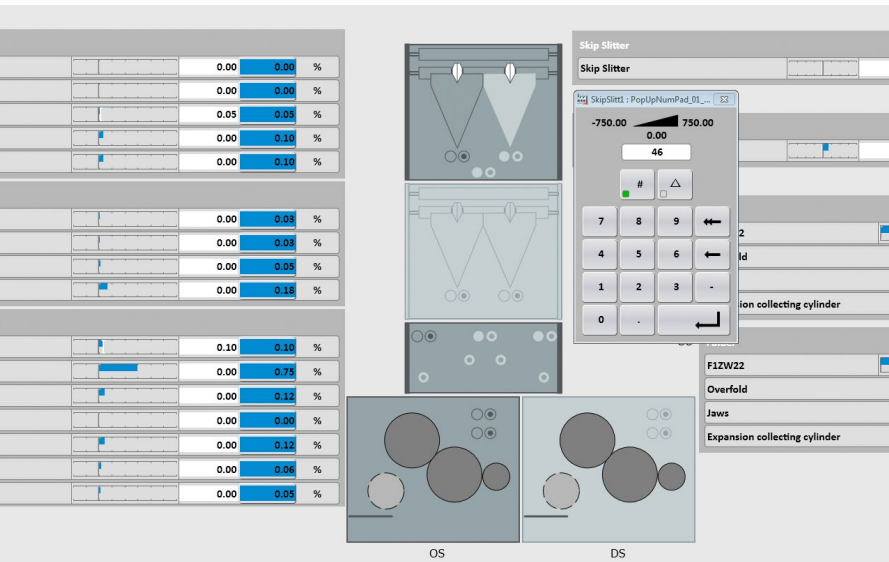 0.00 0.00 %
0.00 0.00 %
0.05 0.05 %
0.00 0.10 %
0.00 0.10 %
0.00 0.03 %
0.00 0.03 %
0.00 0.05 %
0.00 0.18 %
0.10 0.10 %
0.00 0.75 %
0.00 0.12 %
0.00 0.00 %
0.00 0.12 %
0.00 0.06 %
0.00 0.05 %
OS
DS
Skip Slitter
Skip Slitter
SkipSlitt1 : PopUpNumPad_01_...
-750.00 750.00
0.00
46
#
7 8 9
4 5 6
1 2 3 -
0 .
2
ld
sion collecting cylinder
F1ZW22
Overfold
Jaws
Expansion collecting cylinder